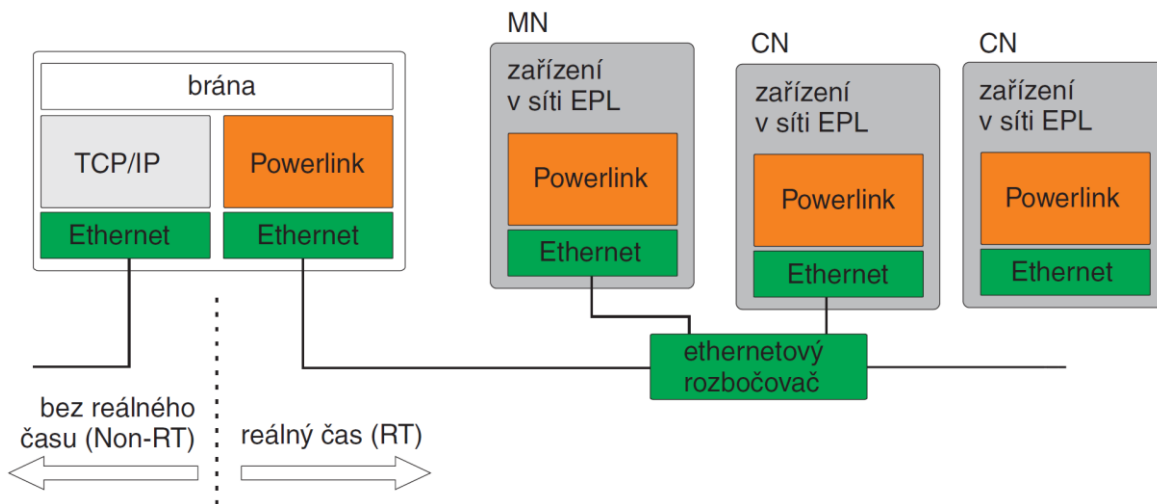 brána
TCP/IP
Powerlink
Ethernet
Ethernet
MN
zařízení
v síti EPL
Powerlink
Ethernet
CN
zařízení
v síti EPL
Powerlink
Ethernet
CN
zařízení
v síti EPL
Powerlink
Ethernet
ethernetový
rozbočovač
bez reálného
času (Non-RT)
reálný čas (RT)